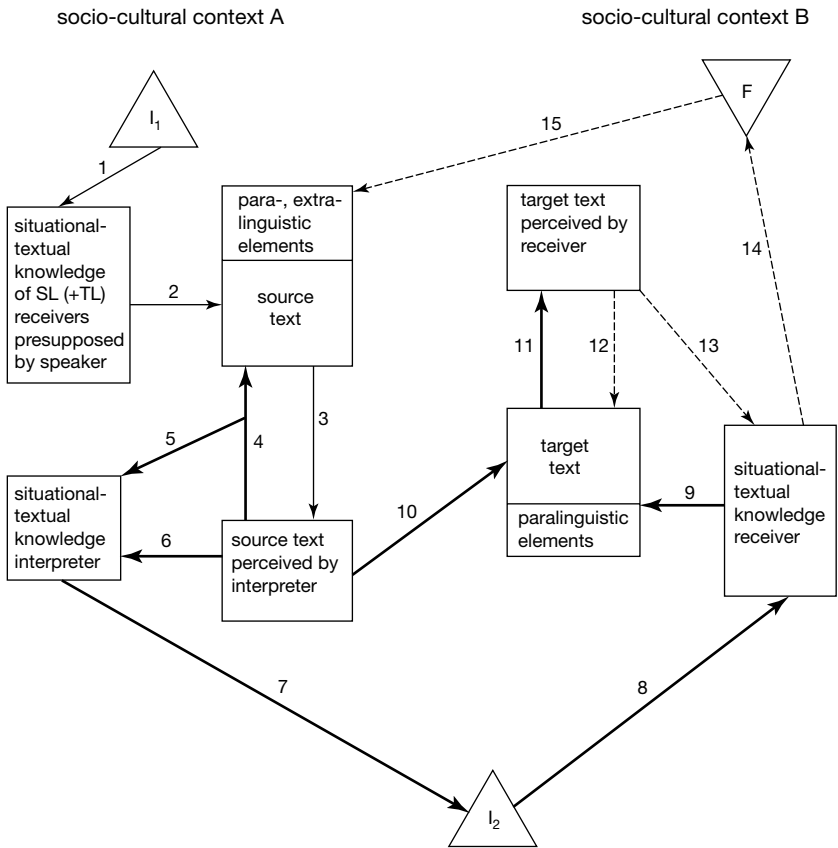 socio-cultural context A
socio-cultural context B
I₁
F
1
15
situational-
textual
knowledge
of SL (+TL)
receivers
presupposed
by speaker
2
para-, extra-
linguistic
elements
source
text
target text
perceived by
receiver
14
3
4
5
11
12
13
target
text
paralinguistic
elements
9
situational-
textual
knowledge
receiver
situational-
textual
knowledge
interpreter
6
source text
perceived by
interpreter
10
7
8
I₂